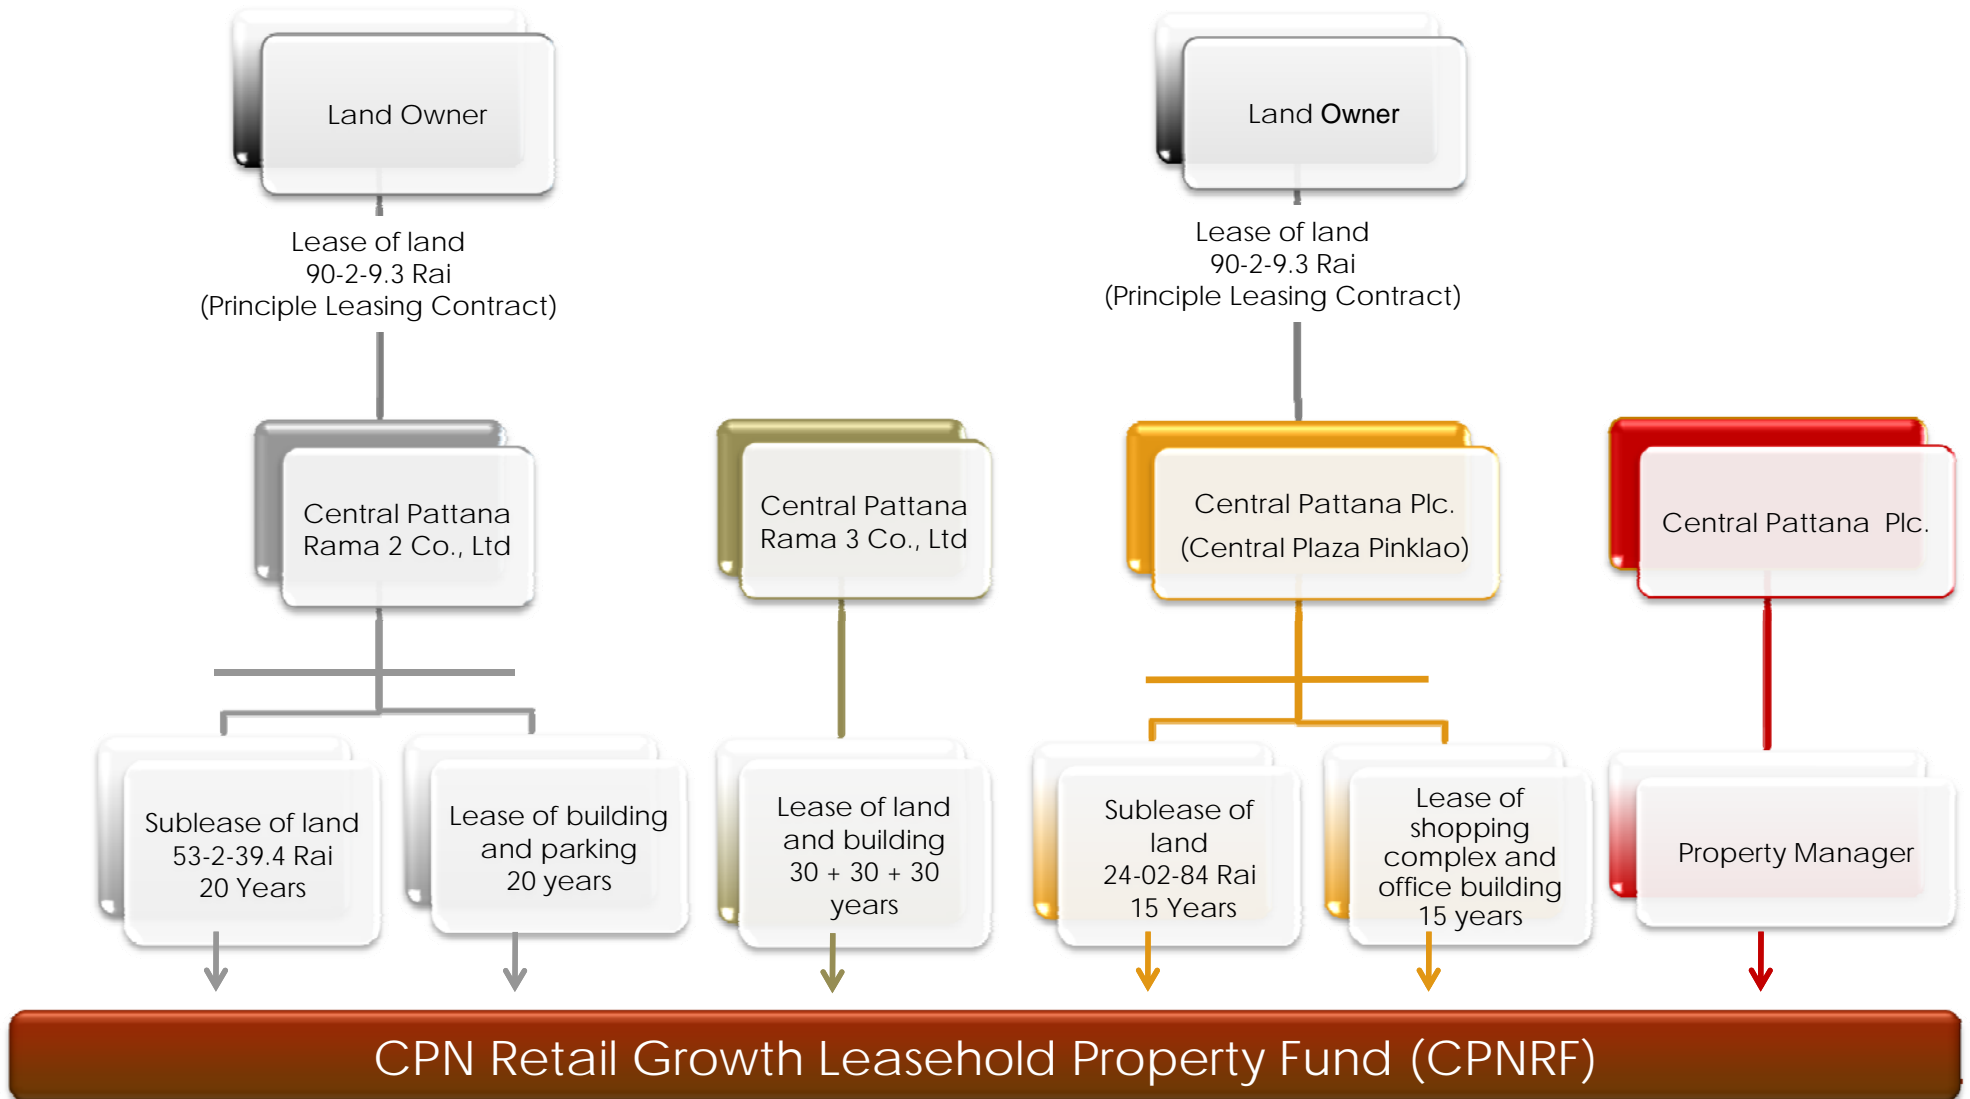 Land Owner
Lease of land
90-2-9.3 Rai
(Principle Leasing Contract)
Land Owner
Lease of land
90-2-9.3 Rai
(Principle Leasing Contract)
Central Pattana
Rama 2 Co., Ltd
Central Pattana
Rama 3 Co., Ltd
Central Pattana Plc.
(Central Plaza Pinklao)
Central Pattana Plc.
Sublease of land
53-2-39.4 Rai
20 Years
Lease of building
and parking
20 years
Lease of land
and building
30 + 30 + 30
years
Sublease of
land
24-02-84 Rai
15 Years
Lease of
shopping
complex and
office building
15 years
Property Manager
CPN Retail Growth Leasehold Property Fund (CPNRF)